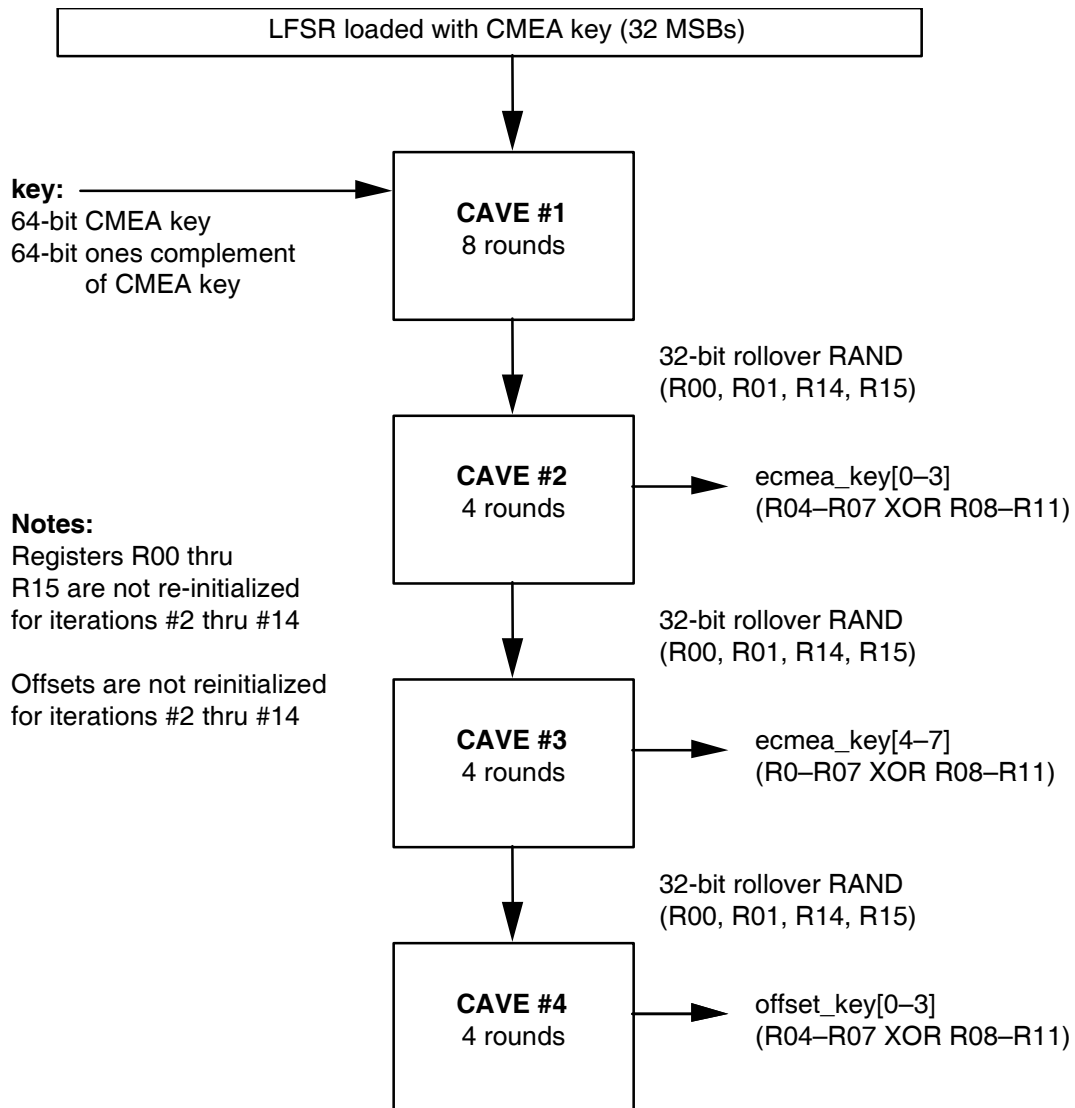 LFSR loaded with CMEA key (32 MSBs)
key:
64-bit CMEA key
64-bit ones complement
of CMEA key
CAVE #1
8 rounds
32-bit rollover RAND
(R00, R01, R14, R15)
CAVE #2
4 rounds
ecmea_key[0–3]
(R04–R07 XOR R08–R11)
Notes:
Registers R00 thru
R15 are not re-initialized
for iterations #2 thru #14
Offsets are not reinitialized
for iterations #2 thru #14
32-bit rollover RAND
(R00, R01, R14, R15)
CAVE #3
4 rounds
ecmea_key[4–7]
(R0–R07 XOR R08–R11)
32-bit rollover RAND
(R00, R01, R14, R15)
CAVE #4
4 rounds
offset_key[0–3]
(R04–R07 XOR R08–R11)